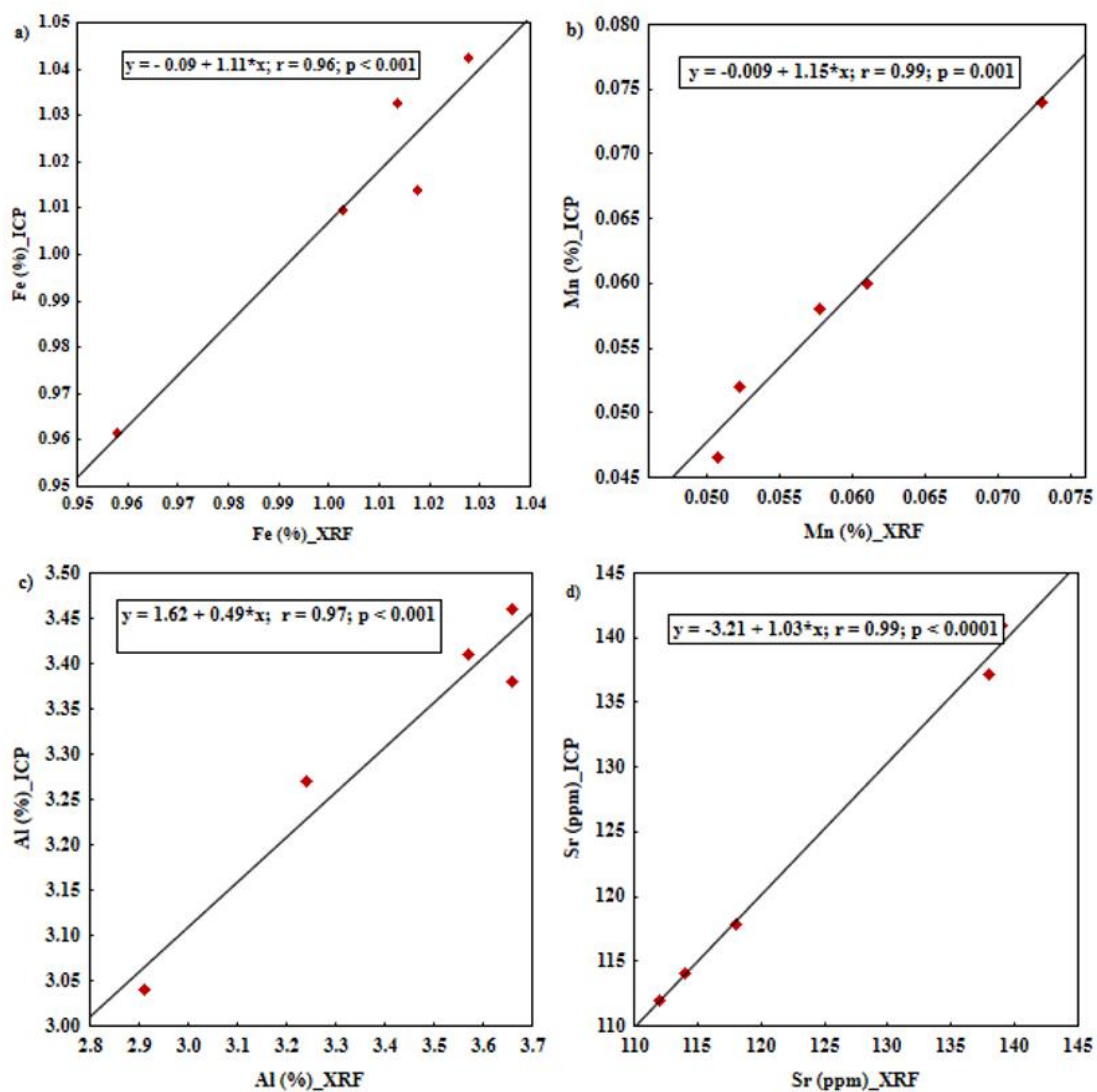 a)
y = - 0.09 + 1.11*x; r = 0.96; p < 0.001
1.05
1.04
1.03
1.02
1.01
1.00
0.99
0.98
0.97
0.96
0.95
Fe (%)_ICP
0.95 0.96 0.97 0.98 0.99 1.00 1.01 1.02 1.03 1.04
Fe (%)_XRF
b)
y = -0.009 + 1.15*x; r = 0.99; p = 0.001
0.080
0.075
0.070
0.065
0.060
0.055
0.050
0.045
Mn (%)_ICP
0.050 0.055 0.060 0.065 0.070 0.075
Mn (%)_XRF
c)
y = 1.62 + 0.49*x; r = 0.97; p < 0.001
3.50
3.45
3.40
3.35
3.30
3.25
3.20
3.15
3.10
3.05
3.00
Al (%)_ICP
2.8 2.9 3.0 3.1 3.2 3.3 3.4 3.5 3.6 3.7
Al (%)_XRF
d)
y = -3.21 + 1.03*x; r = 0.99; p < 0.0001
145
140
135
130
125
120
115
110
Sr (ppm)_ICP
110 115 120 125 130 135 140 145
Sr (ppm)_XRF